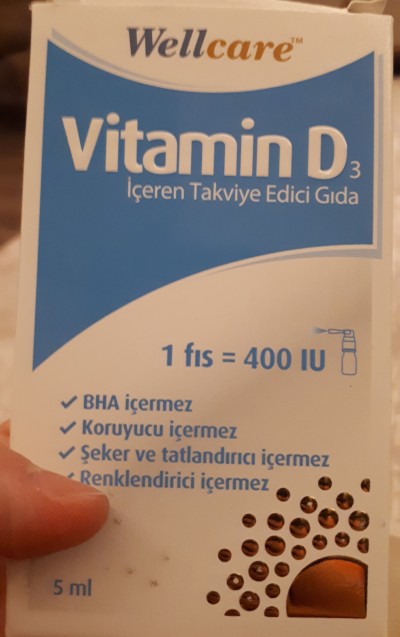 Wellcare™
Vitamin D3
İçeren Takviye Edici Gıda
1 fıs = 400 IU
✓ BHA içermez
✓ Koruyucu içermez
✓ Şeker ve tatlandırıcı içermez
✓ Renklendirici içermez
5 ml